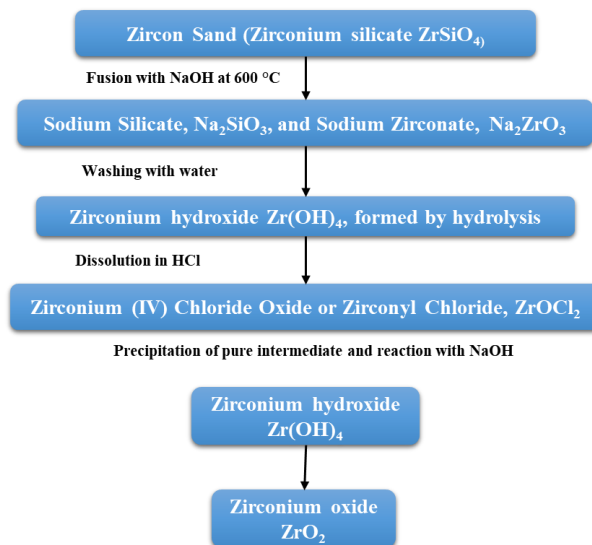 Zircon Sand (Zirconium silicate ZrSiO₄)
Fusion with NaOH at 600 °C
Sodium Silicate, Na₂SiO₃, and Sodium Zirconate, Na₂ZrO₃
Washing with water
Zirconium hydroxide Zr(OH)₄, formed by hydrolysis
Dissolution in HCl
Zirconium (IV) Chloride Oxide or Zirconyl Chloride, ZrOCl₂
Precipitation of pure intermediate and reaction with NaOH
Zirconium hydroxide
Zr(OH)₄
Zirconium oxide
ZrO₂